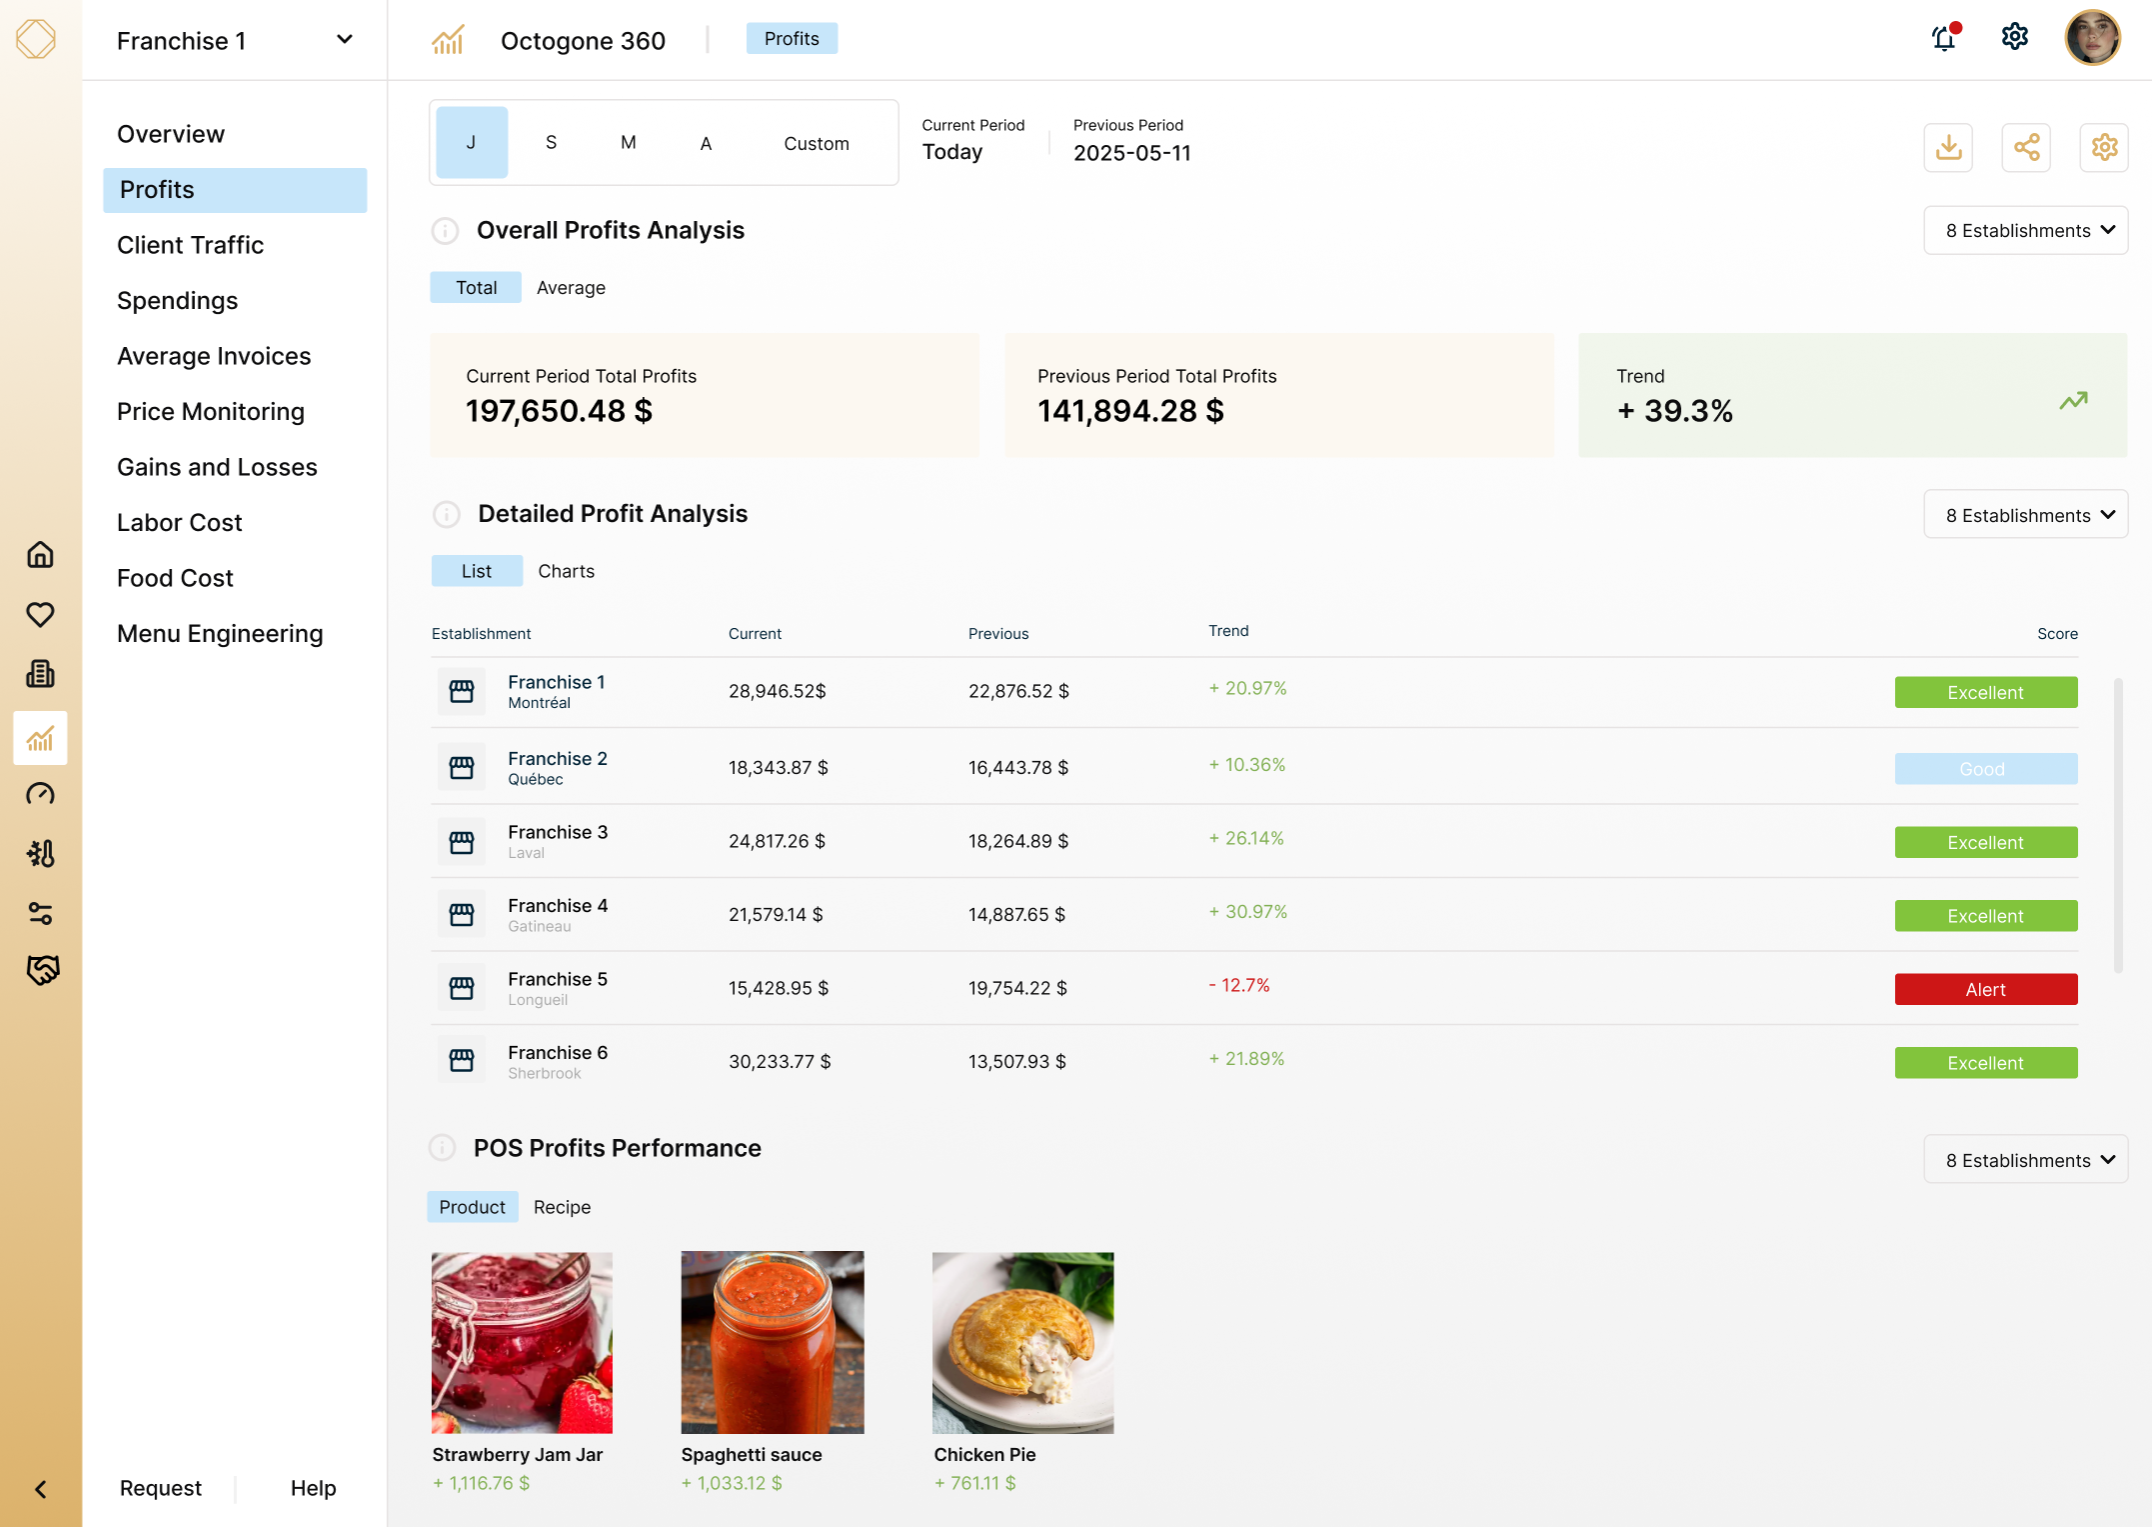 Franchise 1
Octogone 360
Profits
Overview
Profits
Client Traffic
Spendings
Average Invoices
Price Monitoring
Gains and Losses
Labor Cost
Food Cost
Menu Engineering
Request
Help
J S M A Custom
Current Period
Today
Previous Period
2025-05-11
Overall Profits Analysis
8 Establishments
Total Average
Current Period Total Profits
197,650.48 $
Previous Period Total Profits
141,894.28 $
Trend
+ 39.3%
Detailed Profit Analysis
8 Establishments
List Charts
Establishment Current Previous Trend Score
Franchise 1
Montréal
28,946.52$ 22,876.52 $ + 20.97% Excellent
Franchise 2
Québec
18,343.87 $ 16,443.78 $ + 10.36% Good
Franchise 3
Laval
24,817.26 $ 18,264.89 $ + 26.14% Excellent
Franchise 4
Gatineau
21,579.14 $ 14,887.65 $ + 30.97% Excellent
Franchise 5
Longueil
15,428.95 $ 19,754.22 $ - 12.7% Alert
Franchise 6
Sherbrook
30,233.77 $ 13,507.93 $ + 21.89% Excellent
POS Profits Performance
8 Establishments
Product Recipe
Strawberry Jam Jar
+ 1,116.76 $
Spaghetti sauce
+ 1,033.12 $
Chicken Pie
+ 761.11 $